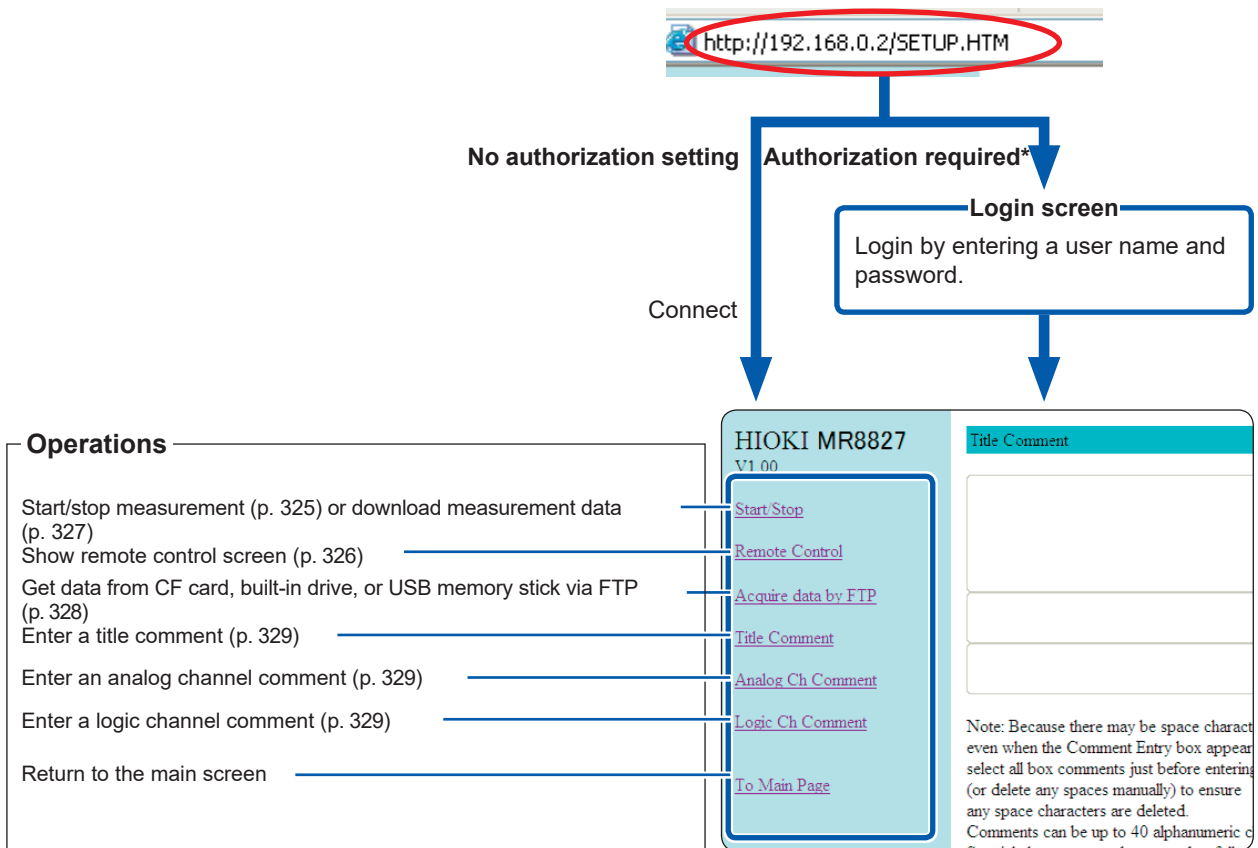 http://192.168.0.2/SETUP.HTM
No authorization setting
Authorization required*
Login screen
Login by entering a user name and
password.
Connect
Operations
Start/stop measurement (p. 325) or download measurement data
(p. 327)
Show remote control screen (p. 326)
Get data from CF card, built-in drive, or USB memory stick via FTP
(p. 328)
Enter a title comment (p. 329)
Enter an analog channel comment (p. 329)
Enter a logic channel comment (p. 329)
Return to the main screen
HIOKI MR8827
V1.00
Start/Stop
Remote Control
Acquire data by FTP
Title Comment
Analog Ch Comment
Logic Ch Comment
To Main Page
Title Comment
Note: Because there may be space charact
even when the Comment Entry box appear
select all box comments just before entering
(or delete any spaces manually) to ensure
any space characters are deleted.
Comments can be up to 40 alphanumeric c